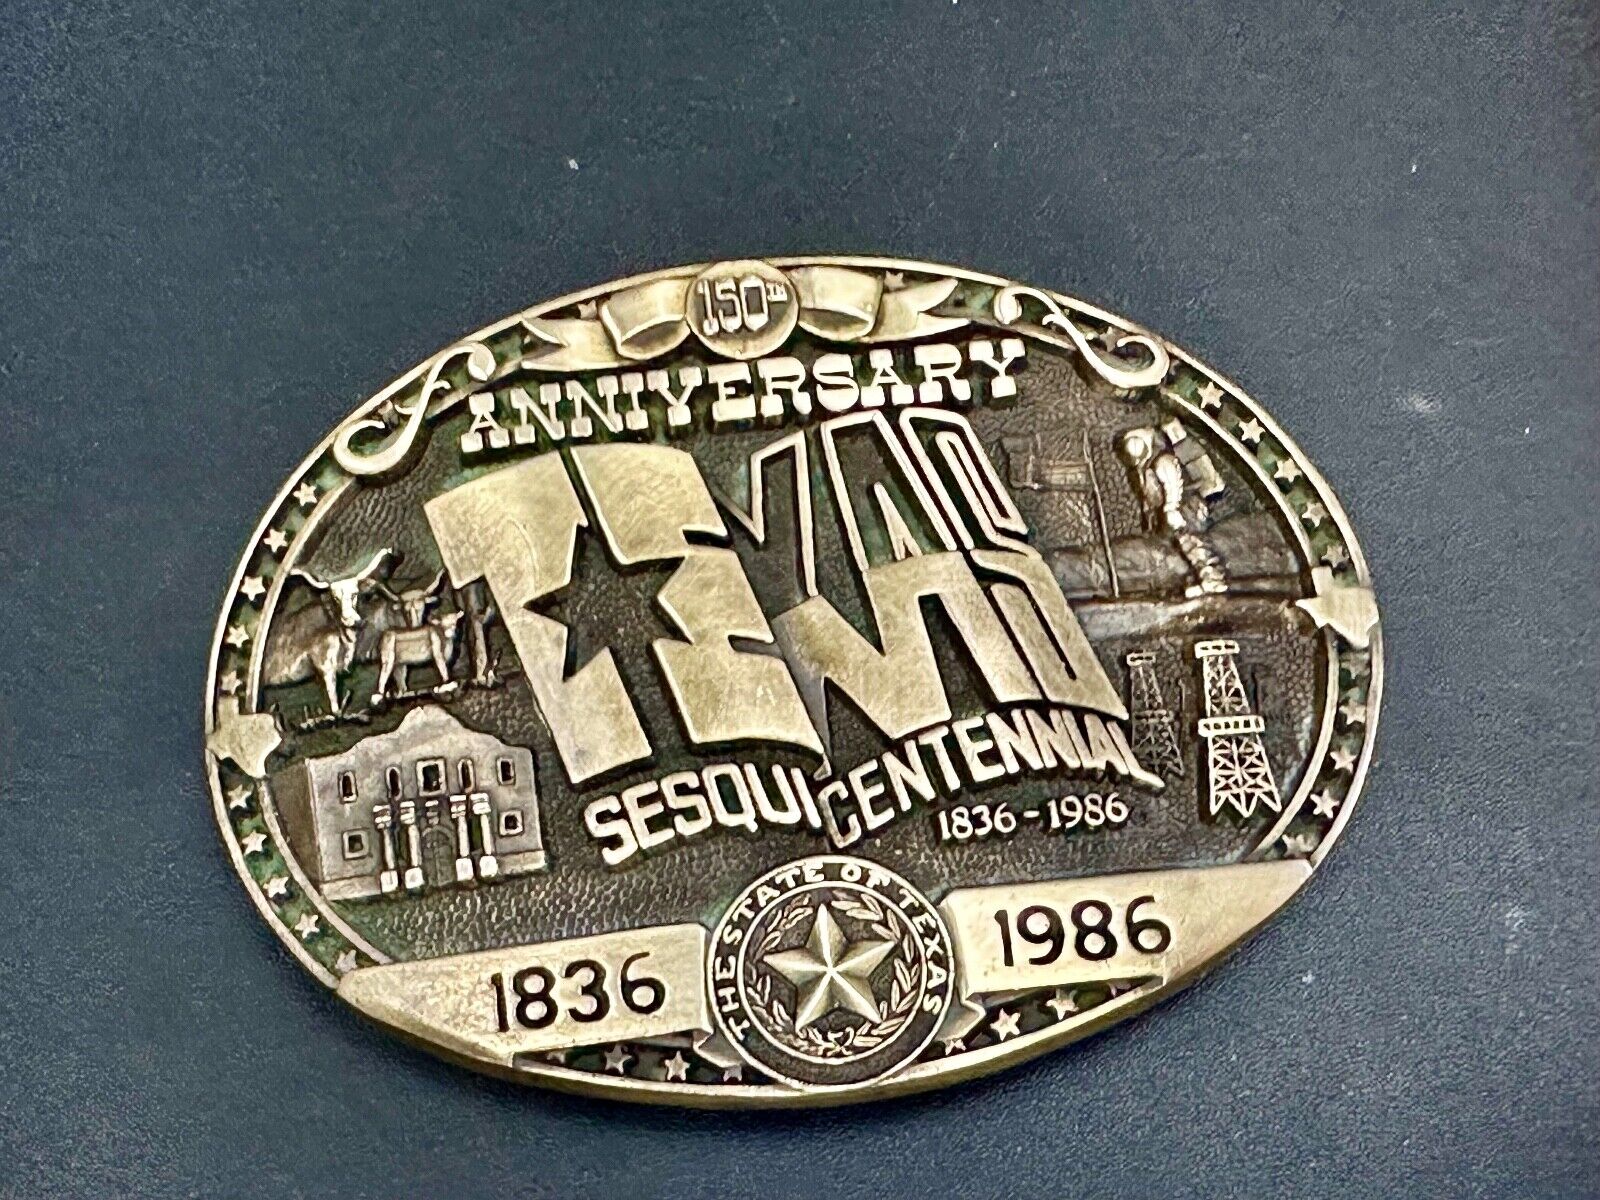 150TH
ANNIVERSARY
TEXAS
SESQUICENTENNIAL
1836-1986
1836
THE STATE OF TEXAS
1986